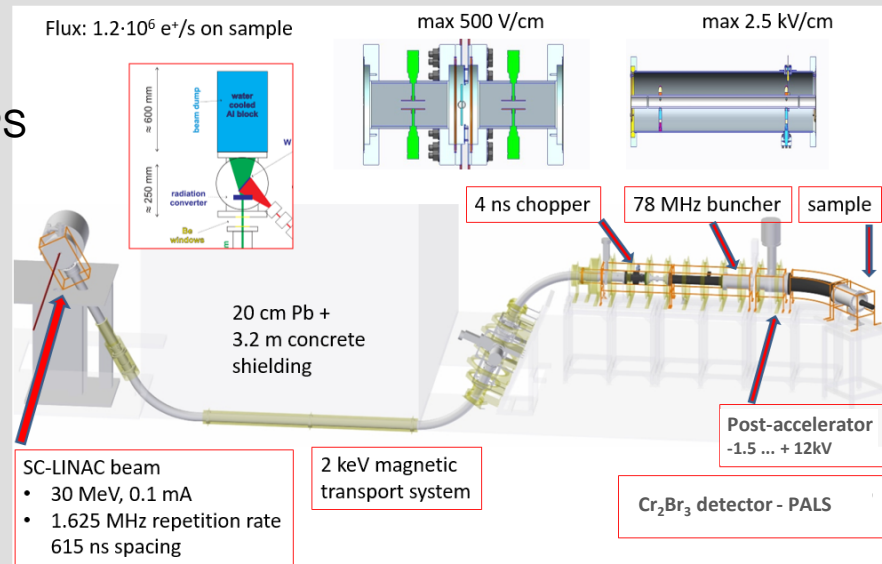 Flux: 1.2·10⁶ e⁺/s on sample
max 500 V/cm
max 2.5 kV/cm
≈ 600 mm
beam dump
water
cooled
Al block
W
≈ 250 mm
radiation
converter
Be
windows
4 ns chopper
78 MHz buncher
sample
20 cm Pb +
3.2 m concrete
shielding
Post-accelerator
-1.5 ... + 12kV
SC-LINAC beam
• 30 MeV, 0.1 mA
• 1.625 MHz repetition rate
615 ns spacing
2 keV magnetic
transport system
Cr₂Br₃ detector - PALS